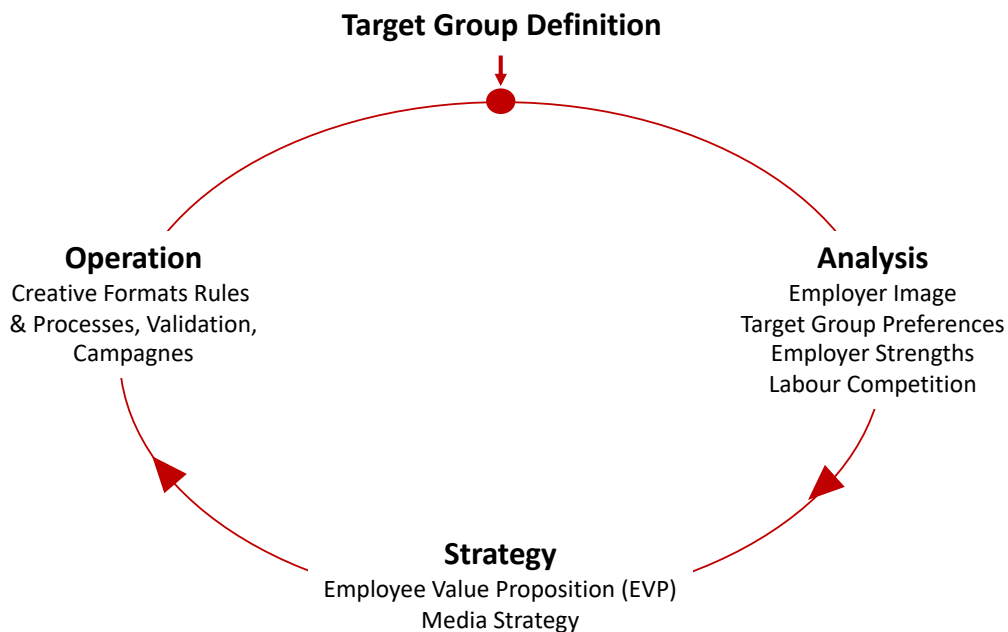 Target Group Definition
Operation
Creative Formats Rules
& Processes, Validation,
Campagnes
Analysis
Employer Image
Target Group Preferences
Employer Strengths
Labour Competition
Strategy
Employee Value Proposition (EVP)
Media Strategy